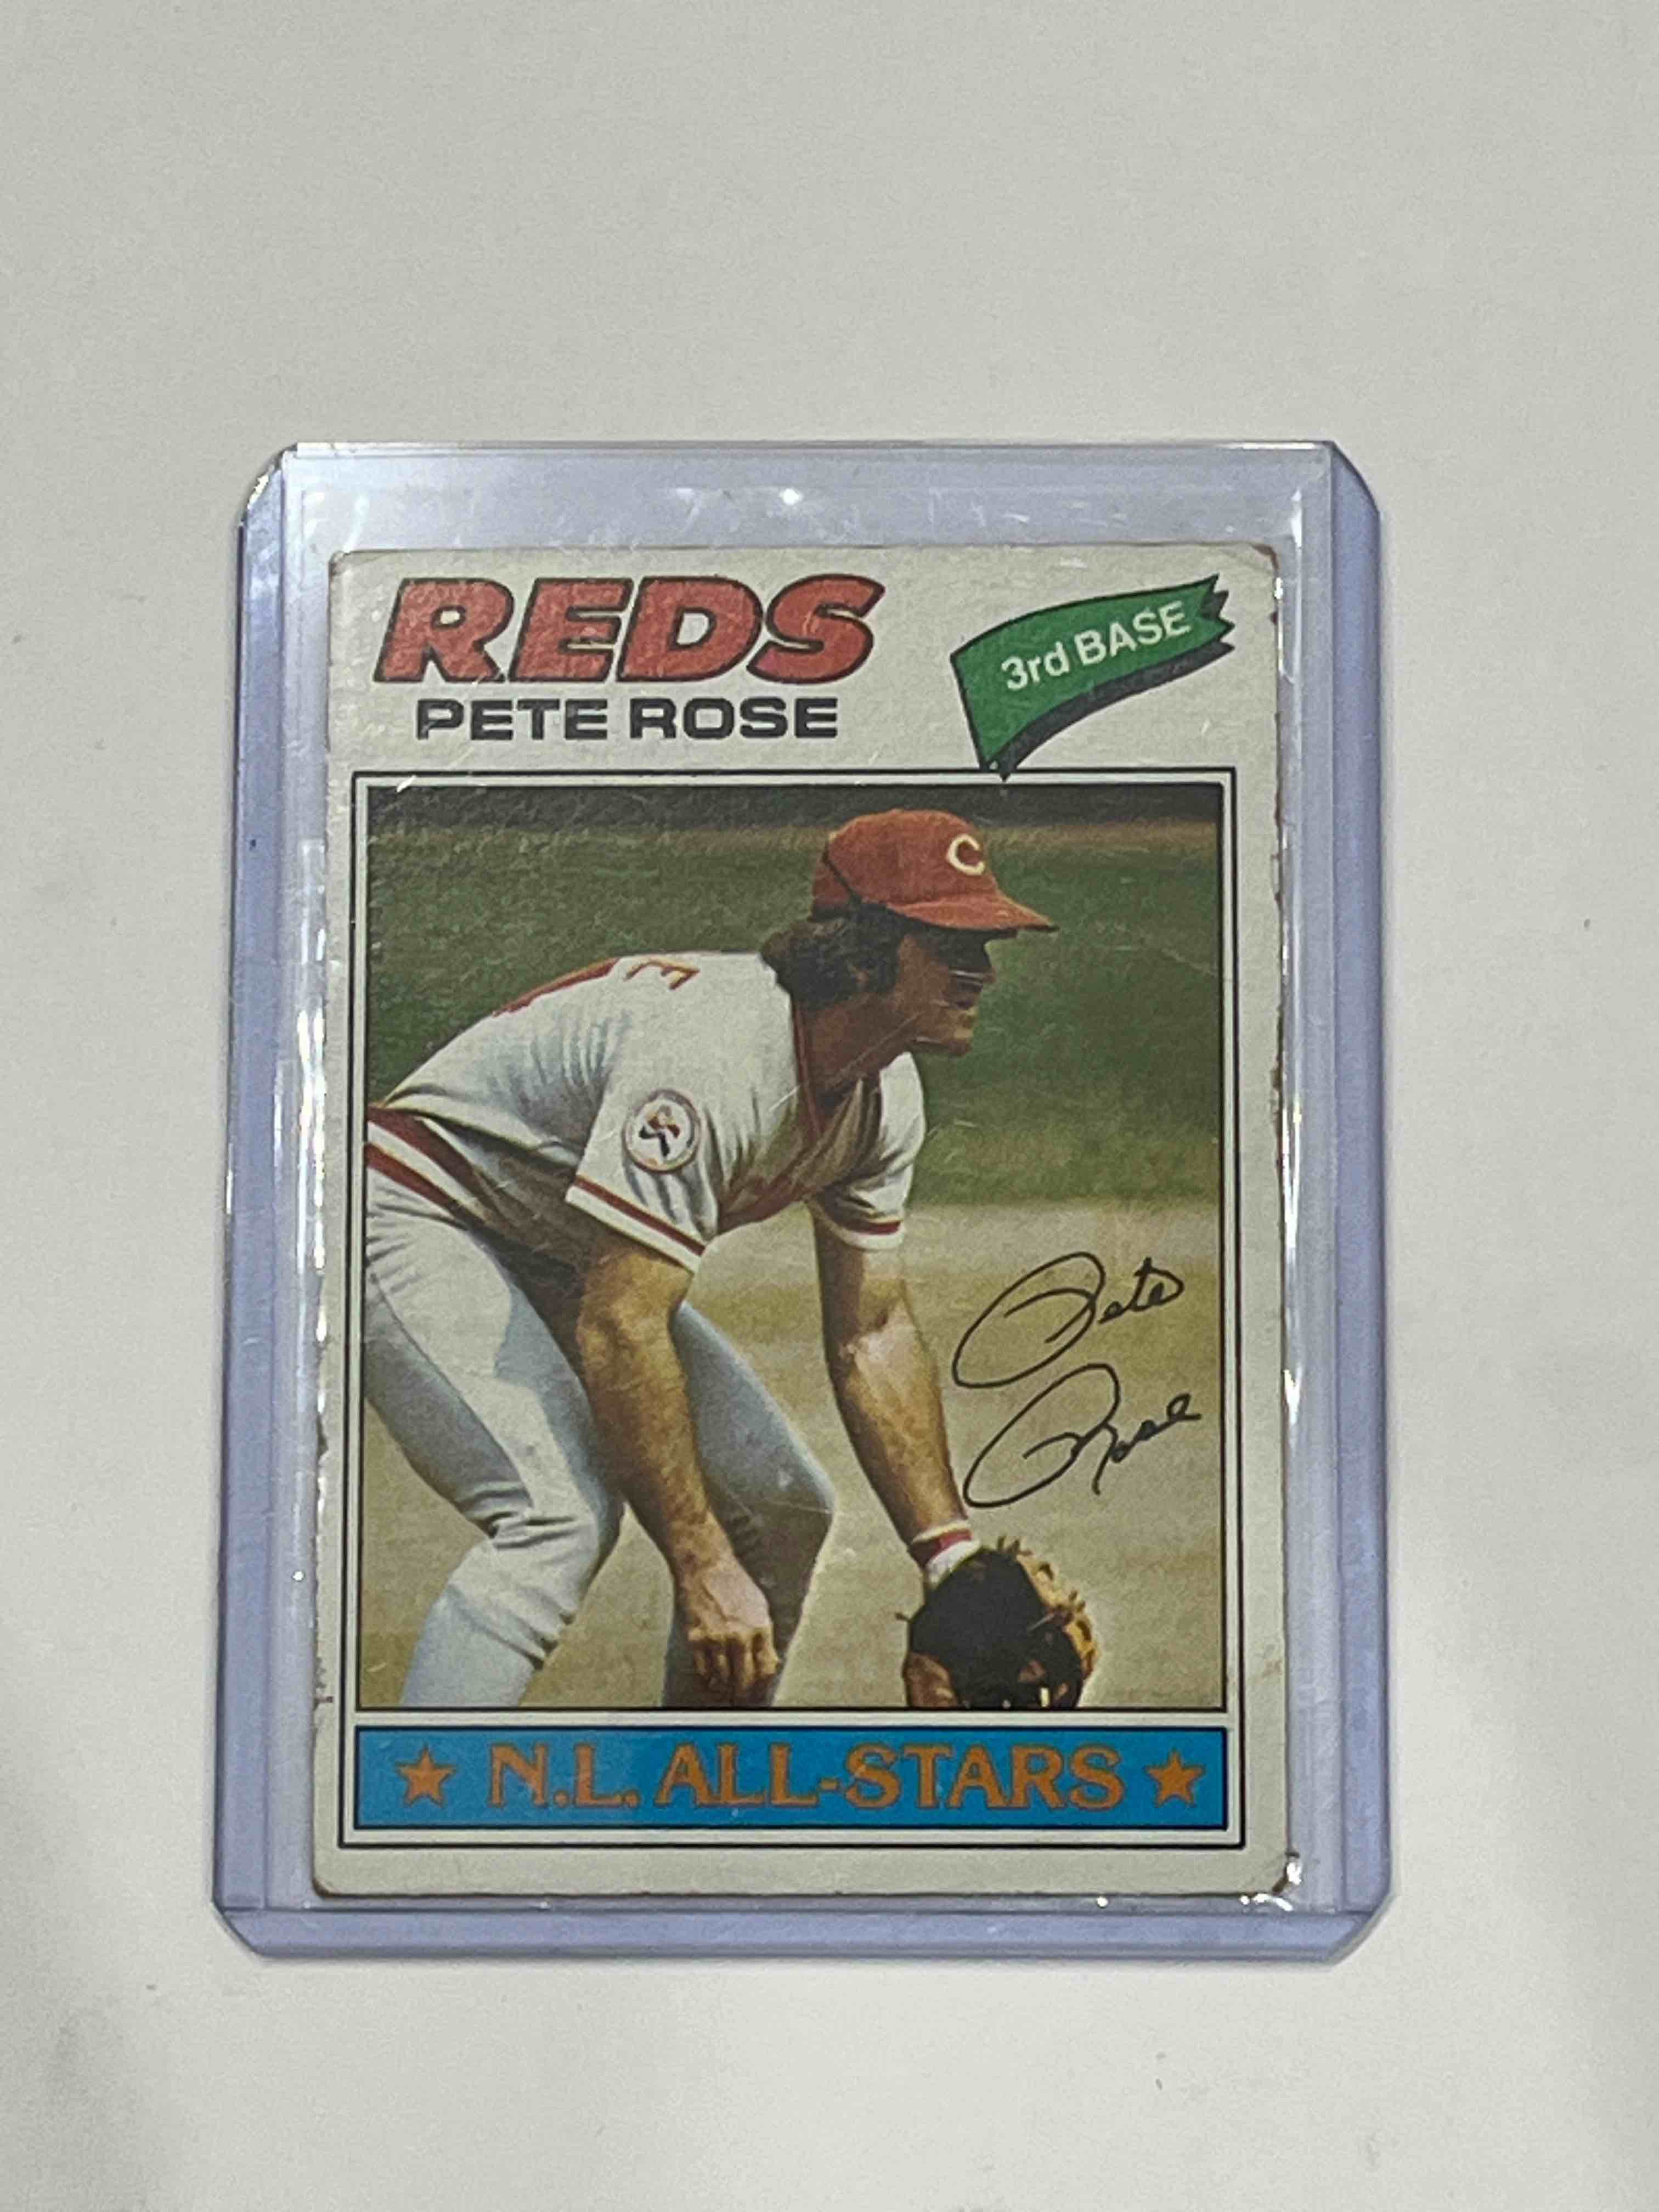 REDS
PETE ROSE
3rd BASE
C
Pete
Rose
★ N.L. ALL-STARS ★